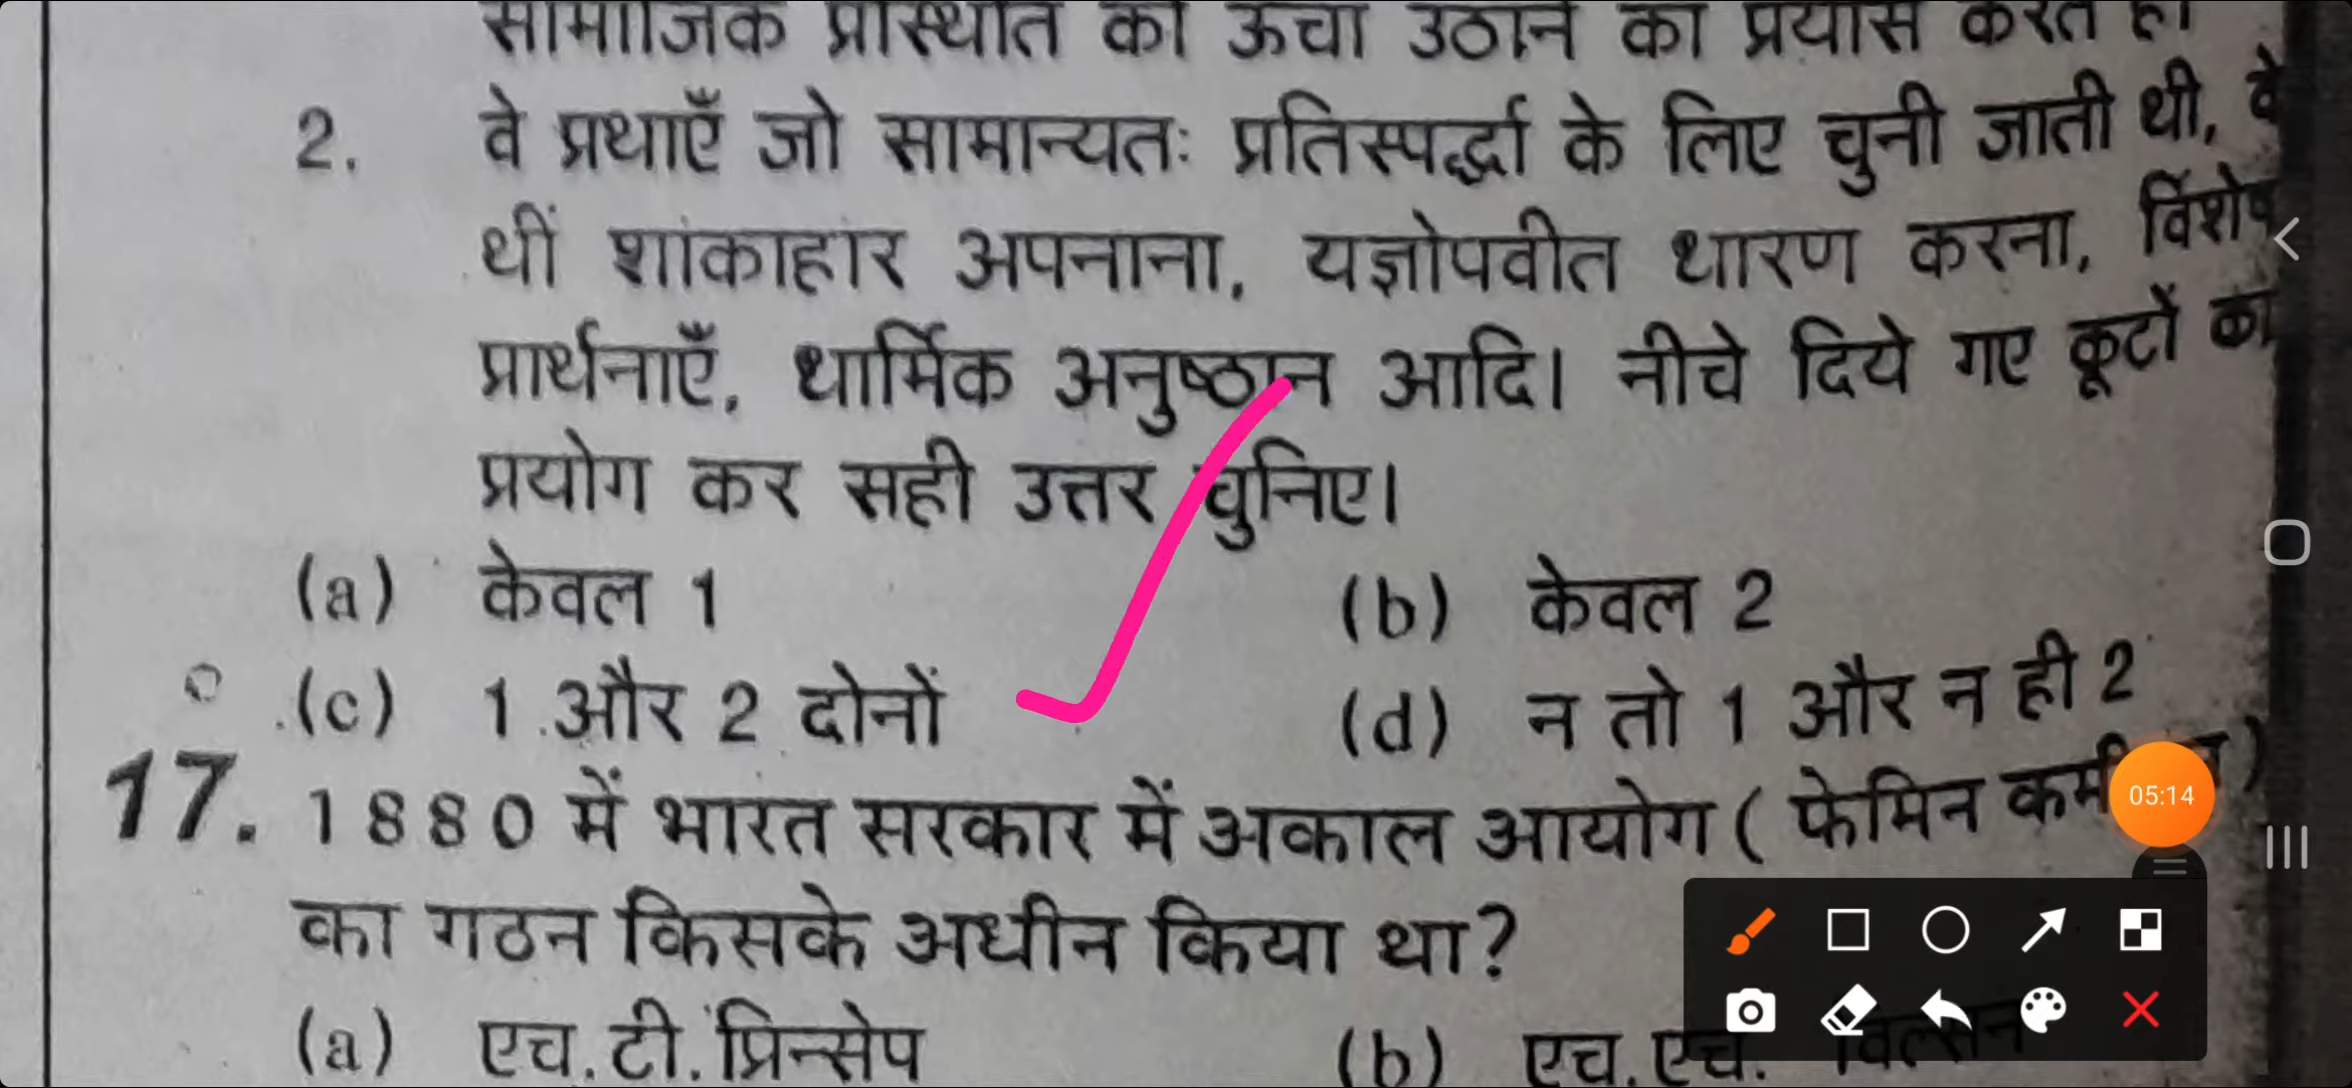 सामाजिक प्रस्थिति को ऊँचा उठाने का प्रयास करते हैं।
2. वे प्रथाएँ जो सामान्यतः प्रतिस्पर्द्धा के लिए चुनी जाती थी, वे
थीं शाकाहार अपनाना, यज्ञोपवीत धारण करना, विशेष
प्रार्थनाएँ, धार्मिक अनुष्ठान आदि। नीचे दिये गए कूटों का
प्रयोग कर सही उत्तर चुनिए।
(a) केवल 1 (b) केवल 2
(c) 1 और 2 दोनों (d) न तो 1 और न ही 2
17. 1880 में भारत सरकार में अकाल आयोग ( फेमिन
05:14
का गठन किसके अधीन किया था?
(a) एच.टी. प्रिन्सेप (b) एच.एच. विल्सन